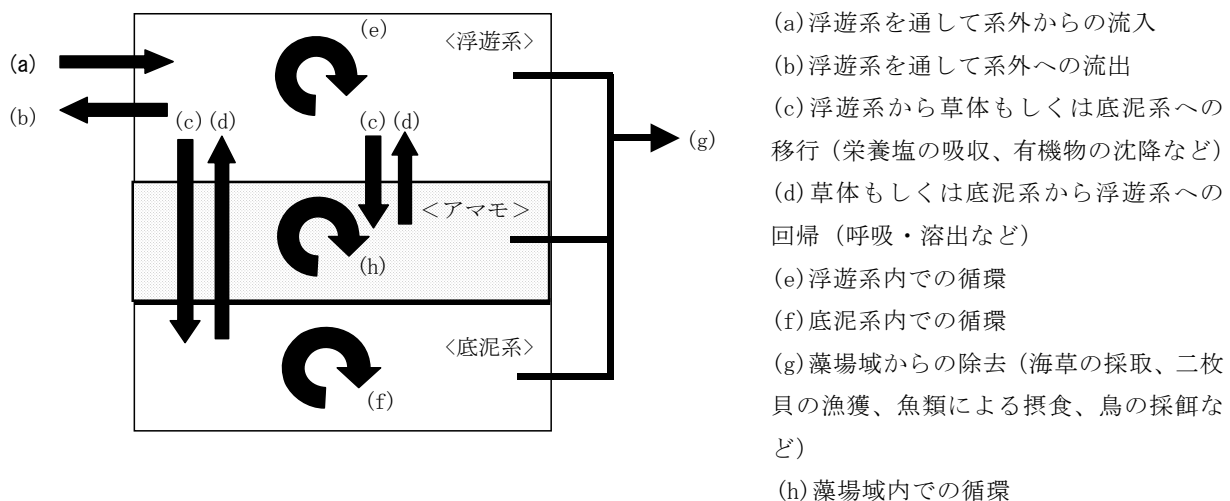 (a)
(b)
(e)
<浮遊系>
(c)(d)
(c)(d)
(g)
<アマモ>
(h)
<底泥系>
(f)
(a)浮遊系を通して系外からの流入
(b)浮遊系を通して系外への流出
(c)浮遊系から草体もしくは底泥系への
移行（栄養塩の吸収、有機物の沈降など）
(d)草体もしくは底泥系から浮遊系への
回帰（呼吸・溶出など）
(e)浮遊系内での循環
(f)底泥系内での循環
(g)藻場域からの除去（海草の採取、二枚
貝の漁獲、魚類による摂食、鳥の採餌な
ど）
(h)藻場域内での循環